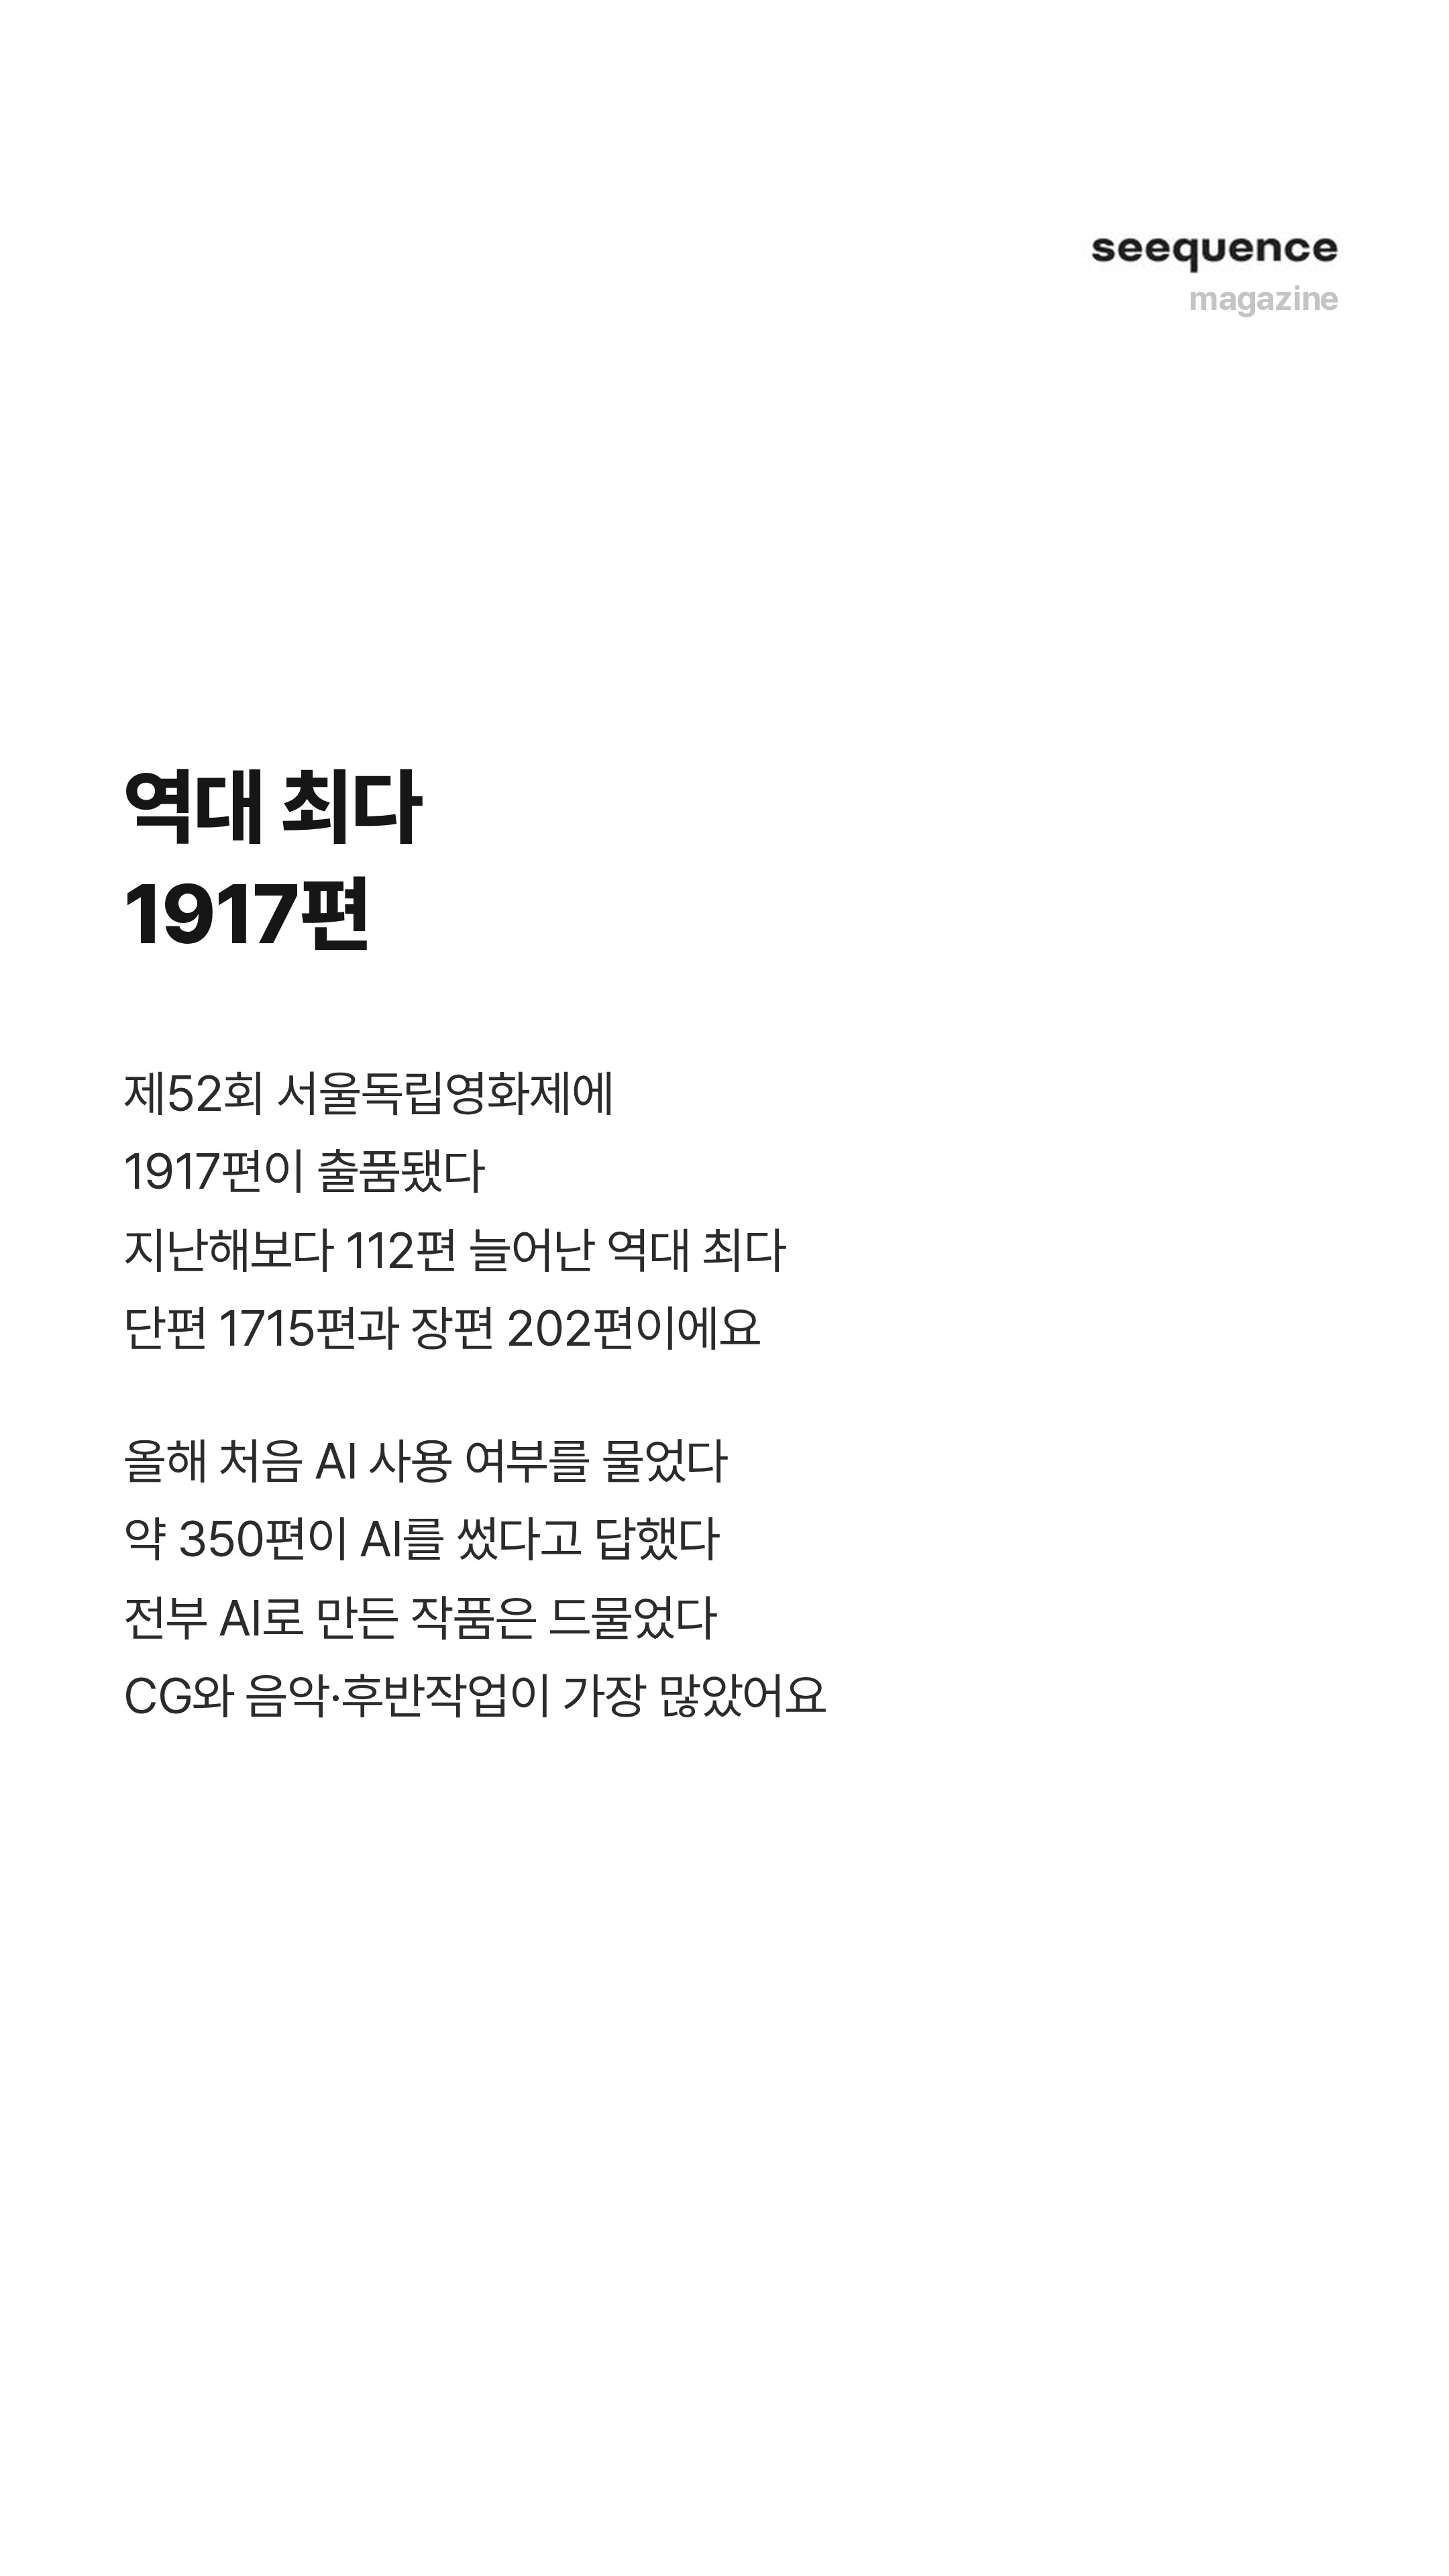 seequence
magazine
역대 최다
1917편
제52회 서울독립영화제에
1917편이 출품됐다
지난해보다 112편 늘어난 역대 최다
단편 1715편과 장편 202편이에요
올해 처음 AI 사용 여부를 물었다
약 350편이 AI를 썼다고 답했다
전부 AI로 만든 작품은 드물었다
CG와 음악·후반작업이 가장 많았어요